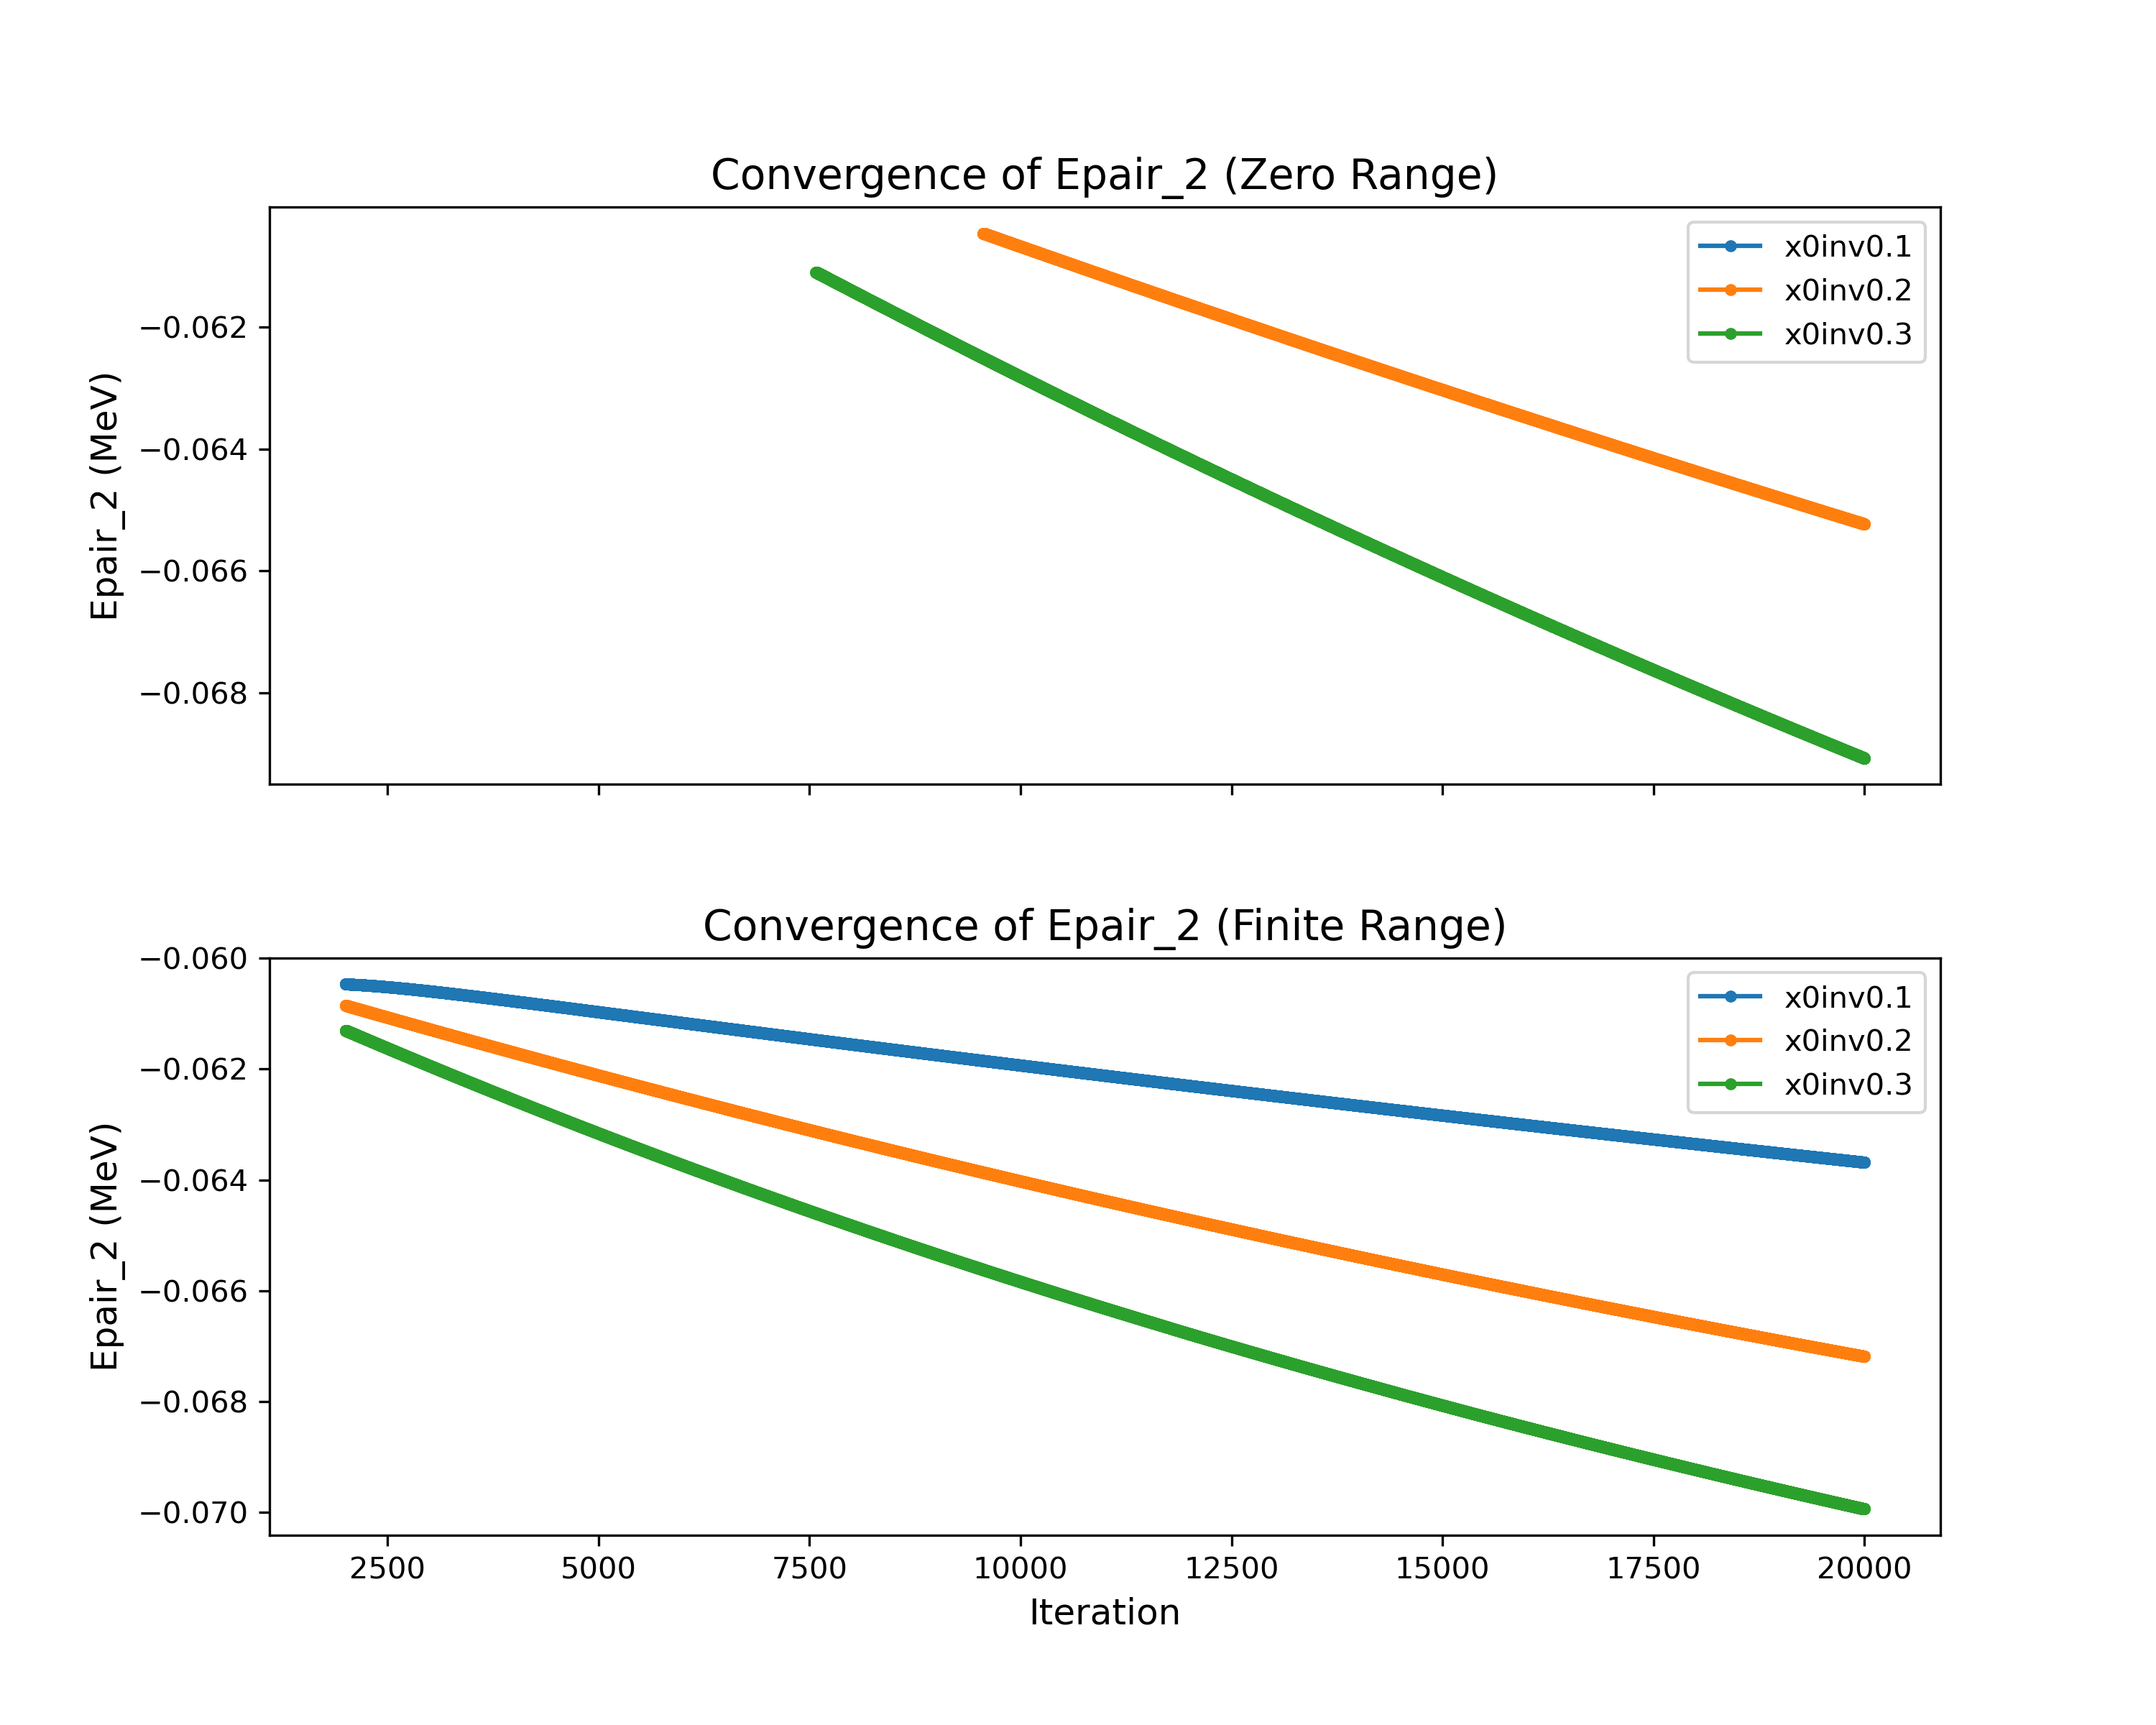 Convergence of Epair_2 (Zero Range)
x0inv0.1
x0inv0.2
x0inv0.3
−0.062
−0.064
−0.066
−0.068
Epair_2 (MeV)
Convergence of Epair_2 (Finite Range)
x0inv0.1
x0inv0.2
x0inv0.3
−0.060
−0.062
−0.064
−0.066
−0.068
−0.070
Epair_2 (MeV)
2500 5000 7500 10000 12500 15000 17500 20000
Iteration